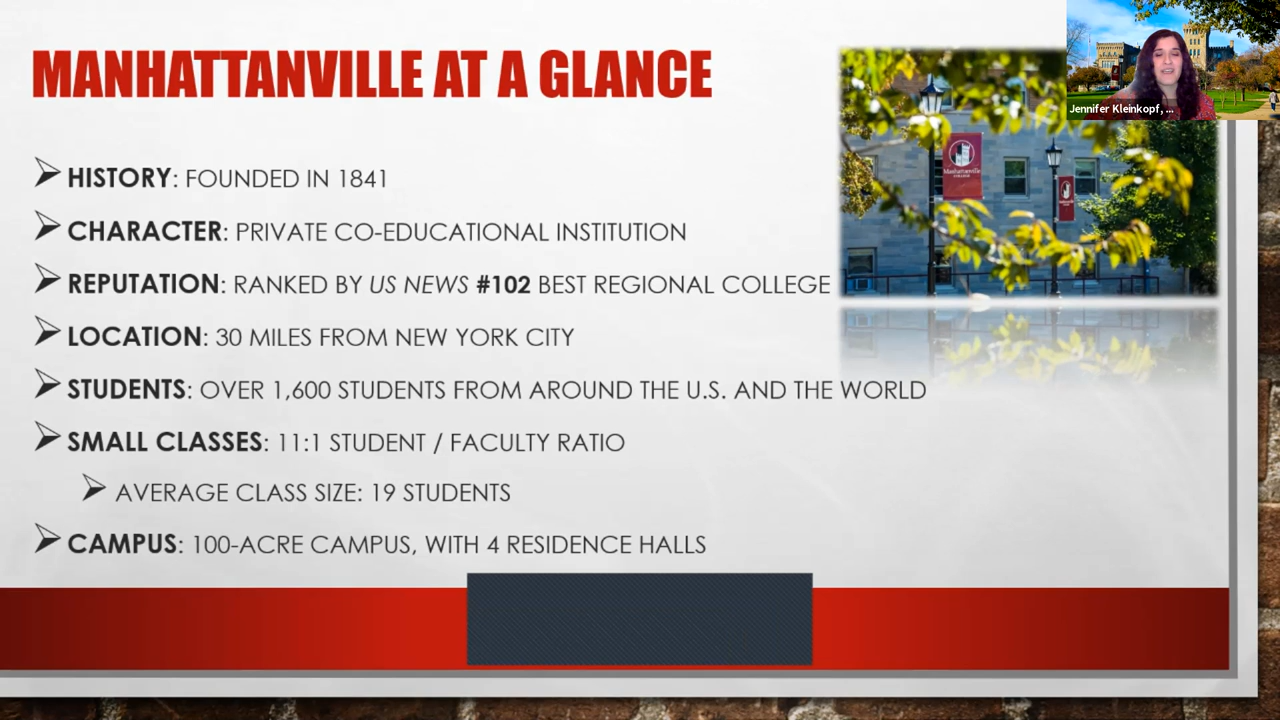 MANHATTANVILLE AT A GLANCE
Jennifer Kleinkopf, ...
HISTORY: FOUNDED IN 1841
Manhattanville
COLLEGE
CHARACTER: PRIVATE CO-EDUCATIONAL INSTITUTION
REPUTATION: RANKED BY US NEWS #102 BEST REGIONAL COLLEGE
LOCATION: 30 MILES FROM NEW YORK CITY
STUDENTS: OVER 1,600 STUDENTS FROM AROUND THE U.S. AND THE WORLD
SMALL CLASSES: 11:1 STUDENT / FACULTY RATIO
AVERAGE CLASS SIZE: 19 STUDENTS
CAMPUS: 100-ACRE CAMPUS, WITH 4 RESIDENCE HALLS